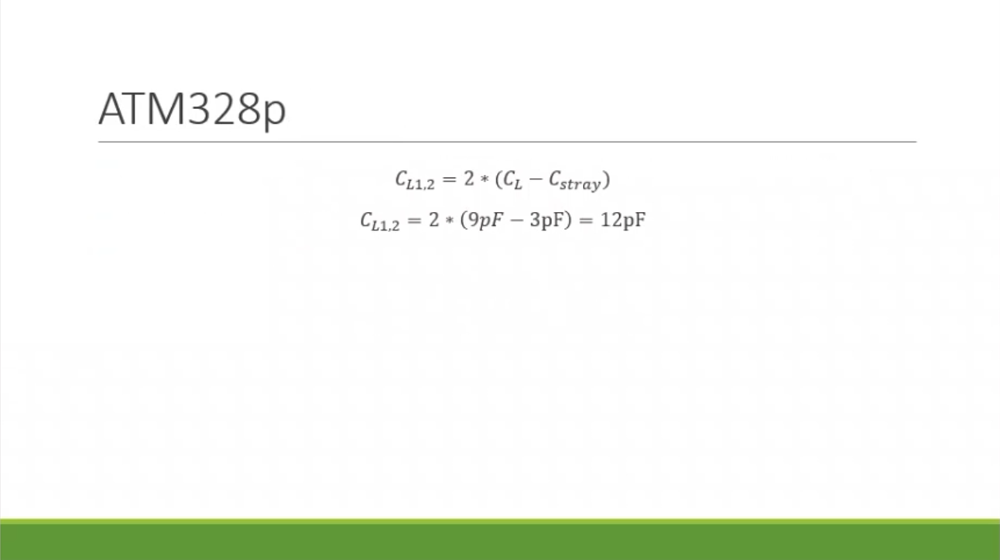 ATM328p
C_{L1,2} = 2 * (C_L − C_{stray})
C_{L1,2} = 2 * (9pF − 3pF) = 12pF